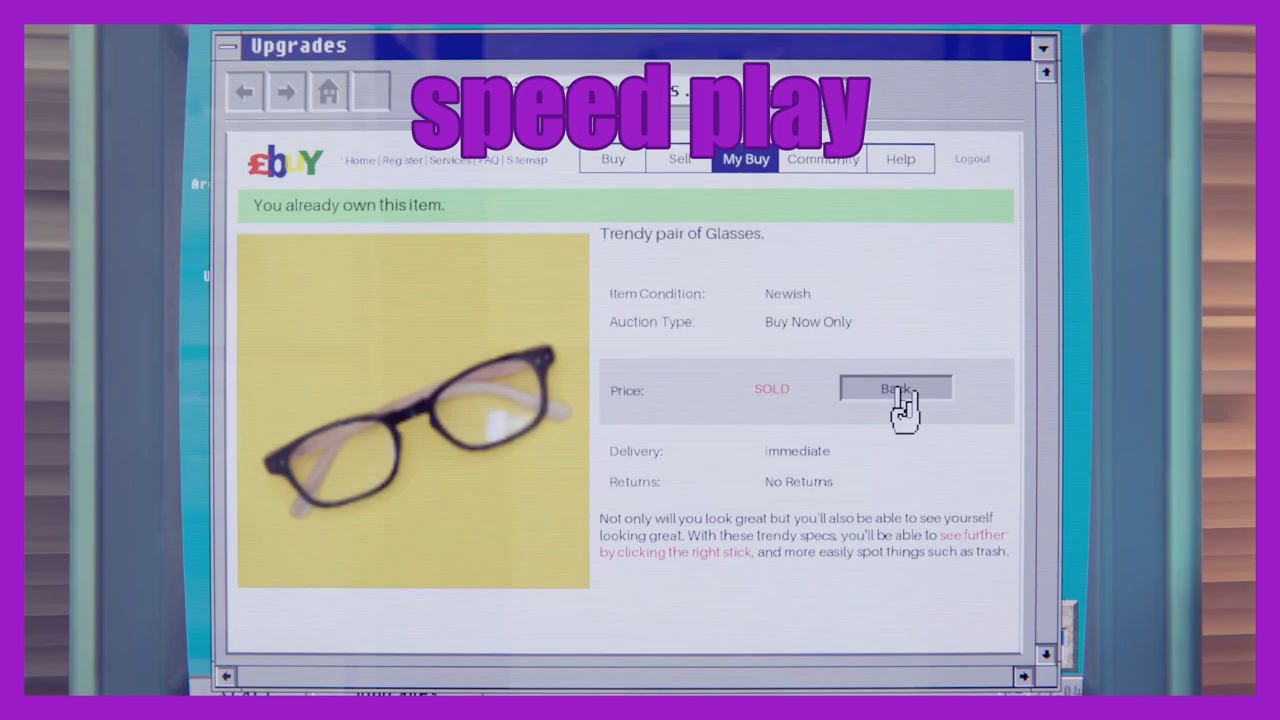 Upgrades
speed play
£buY
Home | Register | Services | FAQ | Sitemap
Buy
Sell
My Buy
Community
Help
Logout
You already own this item.
Trendy pair of Glasses.
Item Condition: Newish
Auction Type: Buy Now Only
Price: SOLD Back
Delivery: Immediate
Returns: No Returns
Not only will you look great but you'll also be able to see yourself
looking great. With these trendy specs, you'll be able to see further
by clicking the right stick, and more easily spot things such as trash.